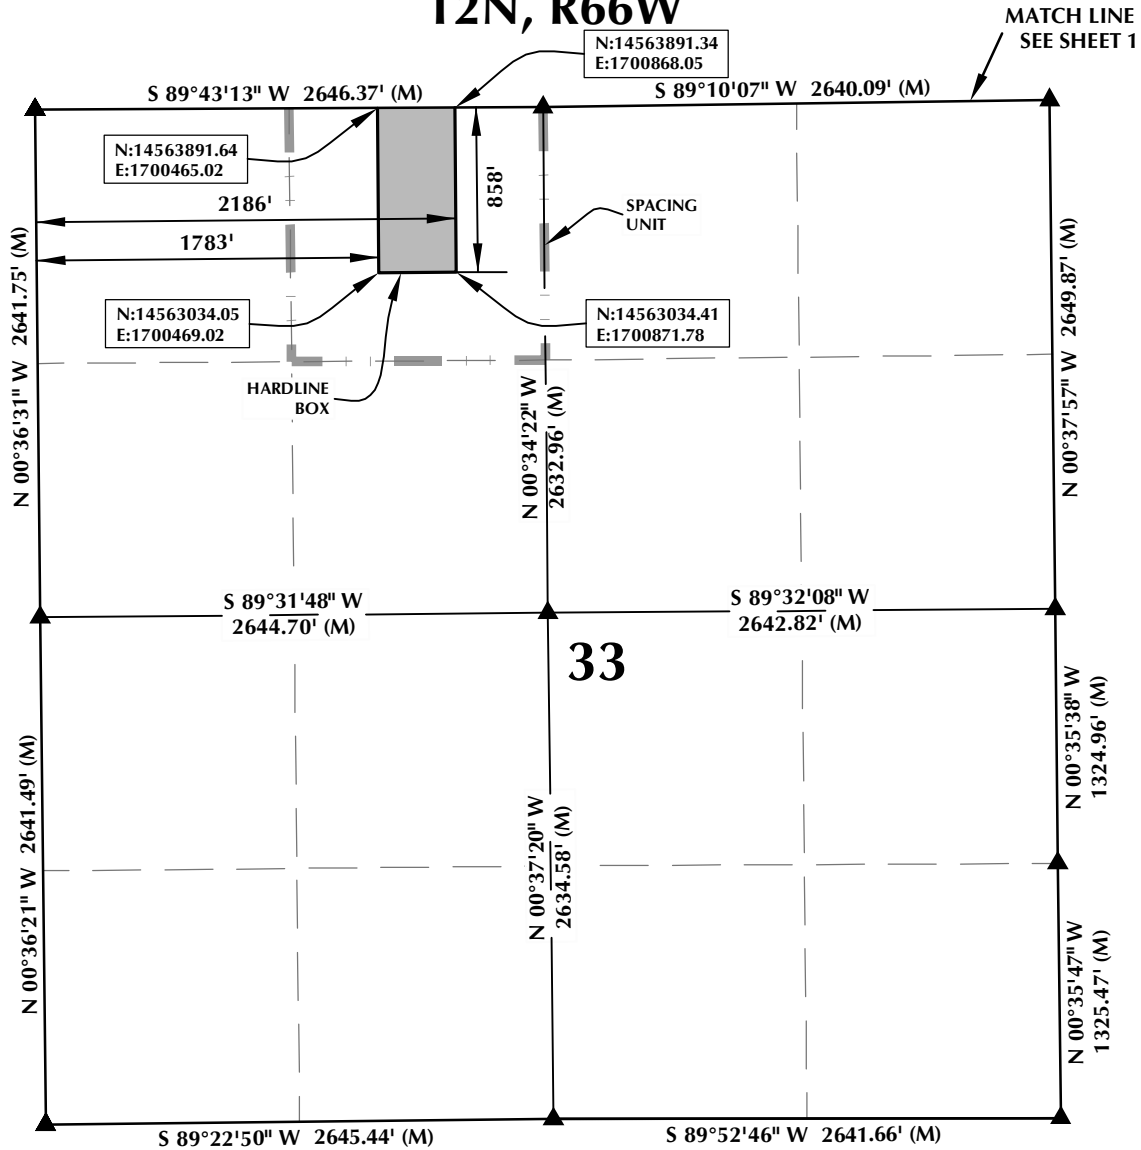 12N, R66W
MATCH LINE
SEE SHEET 1
N:14563891.34
E:1700868.05
S 89°43'13" W 2646.37' (M)
S 89°10'07" W 2640.09' (M)
N:14563891.64
E:1700465.02
858'
2186'
SPACING
UNIT
1783'
N 00°36'31" W 2641.75' (M)
N 00°37'57" W 2649.87' (M)
N:14563034.05
E:1700469.02
N:14563034.41
E:1700871.78
HARDLINE
BOX
N 00°34'22" W
2632.96' (M)
S 89°31'48" W
2644.70' (M)
S 89°32'08" W
2642.82' (M)
33
N 00°35'38" W
1324.96' (M)
N 00°36'21" W 2641.49' (M)
N 00°37'20" W
2634.58' (M)
N 00°35'47" W
1325.47' (M)
S 89°22'50" W 2645.44' (M)
S 89°52'46" W 2641.66' (M)